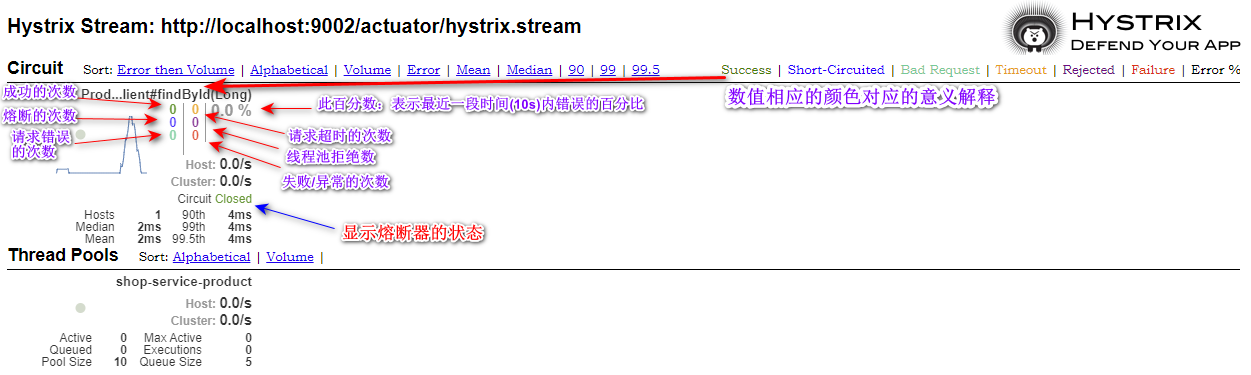 Hystrix Stream: http://localhost:9002/actuator/hystrix.stream
HYSTRIX
DEFEND YOUR APP
Circuit Sort: Error then Volume | Alphabetical | Volume | Error | Mean | Median | 90 | 99 | 99.5
Success | Short-Circuited | Bad Request | Timeout | Rejected | Failure | Error %
数值相应的颜色对应的意义解释
成功的次数
熔断的次数
请求错误
的次数
Prod...lient#findById(Long)
0 0 0.0 %
0 0
0 0
此百分数：表示最近一段时间(10s)内错误的百分比
请求超时的次数
线程池拒绝数
失败/异常的次数
Host: 0.0/s
Cluster: 0.0/s
Circuit Closed
显示熔断器的状态
Hosts 1 90th 4ms
Median 2ms 99th 4ms
Mean 2ms 99.5th 4ms
Thread Pools Sort: Alphabetical | Volume |
shop-service-product
Host: 0.0/s
Cluster: 0.0/s
Active 0 Max Active 0
Queued 0 Executions 0
Pool Size 10 Queue Size 5